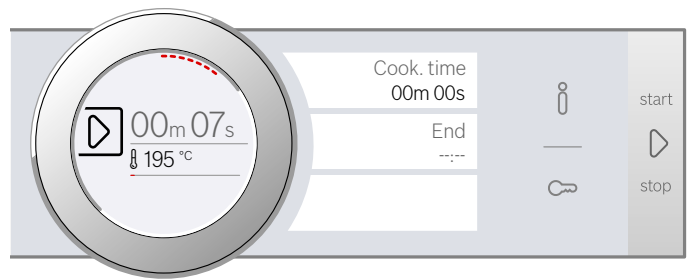 00m 07s
195 °C
Cook. time
00m 00s
End
--:--
start
stop